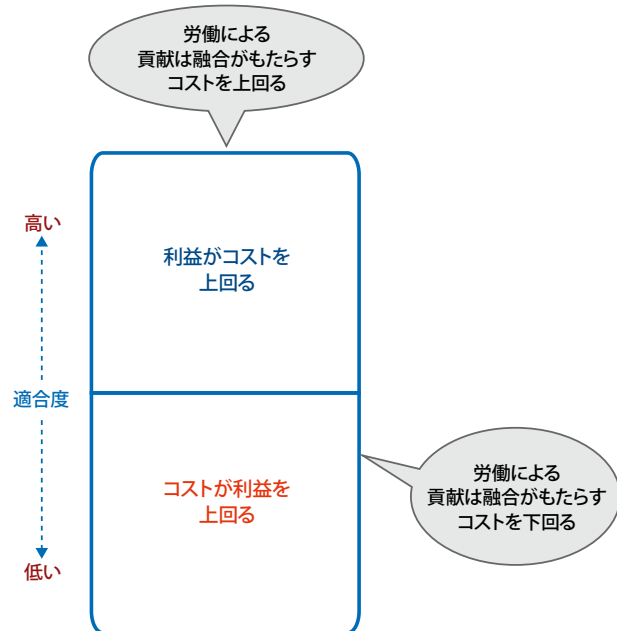 労働による
貢献は融合がもたらす
コストを上回る
高い
利益がコストを
上回る
適合度
コストが利益を
上回る
労働による
貢献は融合がもたらす
コストを下回る
低い